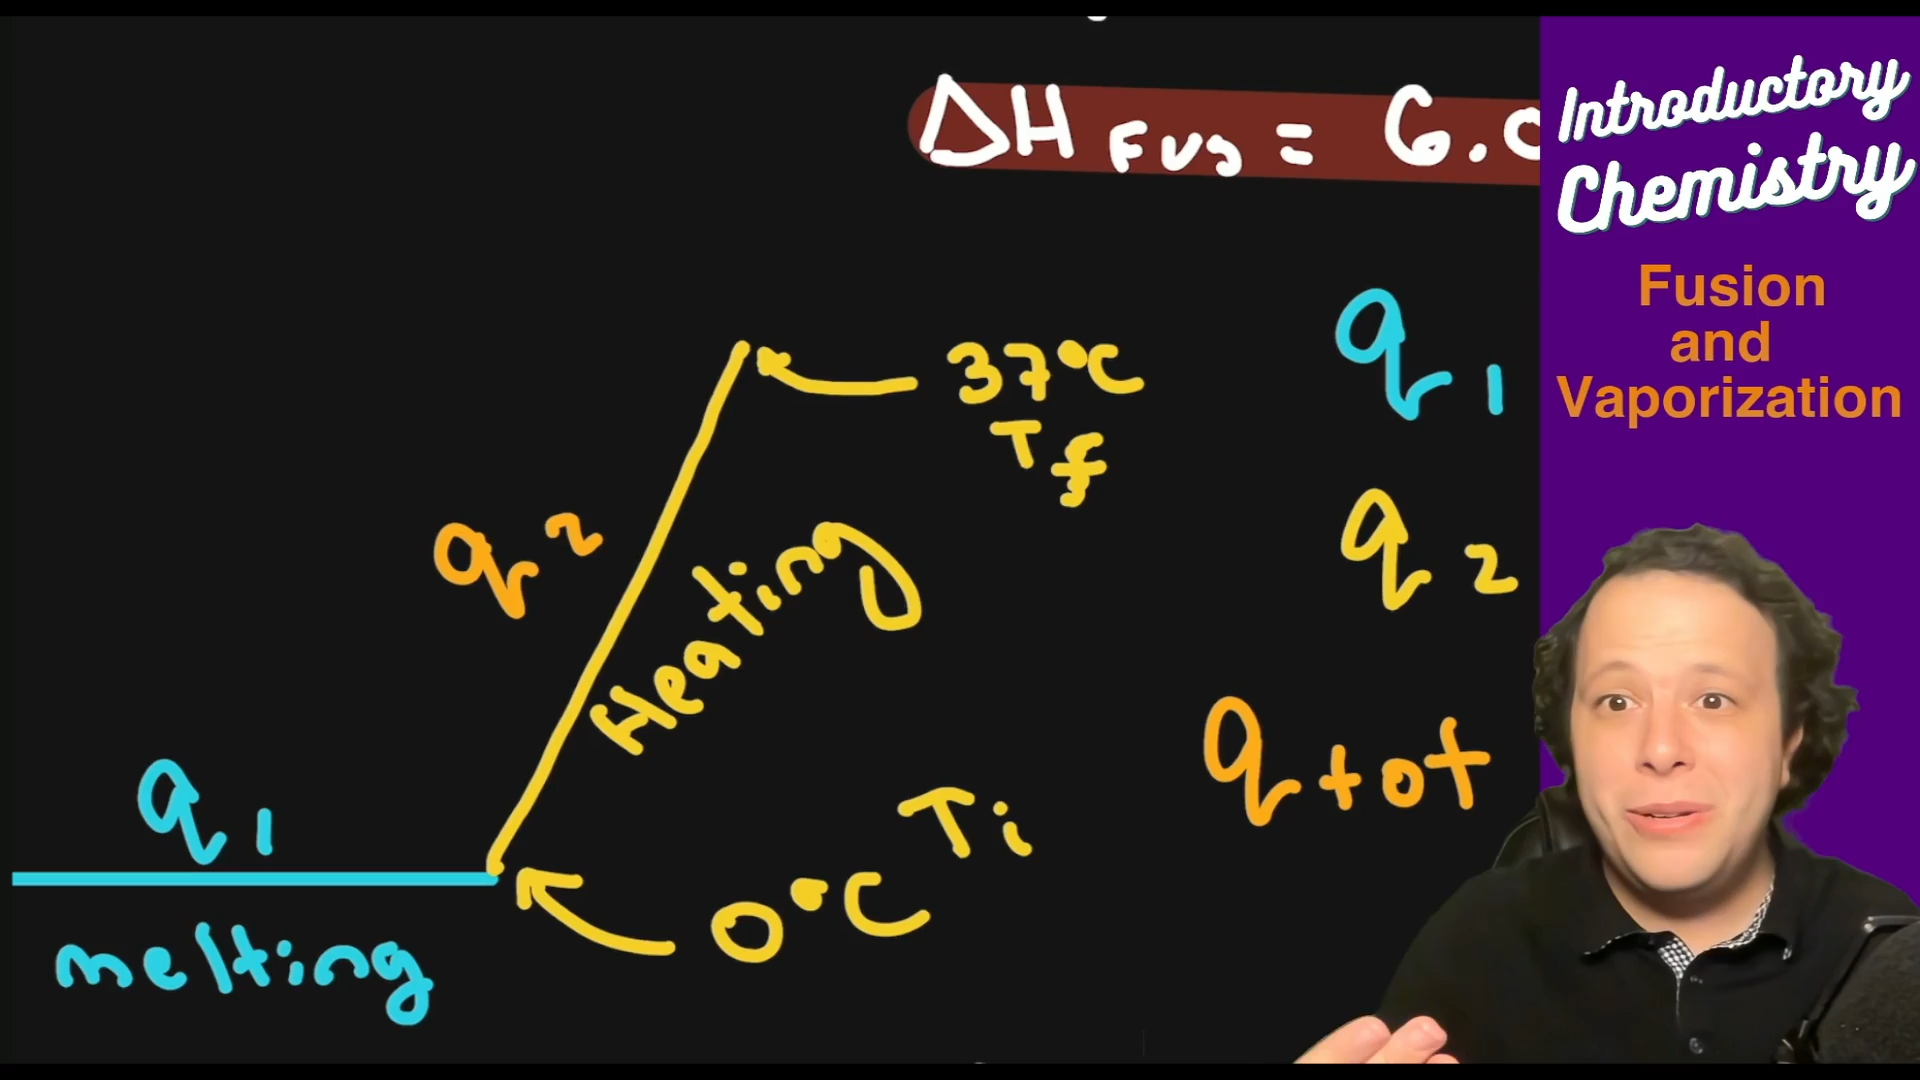 ΔH Fus = 6.0
Introductory
Chemistry
Fusion
and
Vaporization
37°C
Tf
q1
q2
q2
Heating
qtot
q1
Ti
0°C
melting